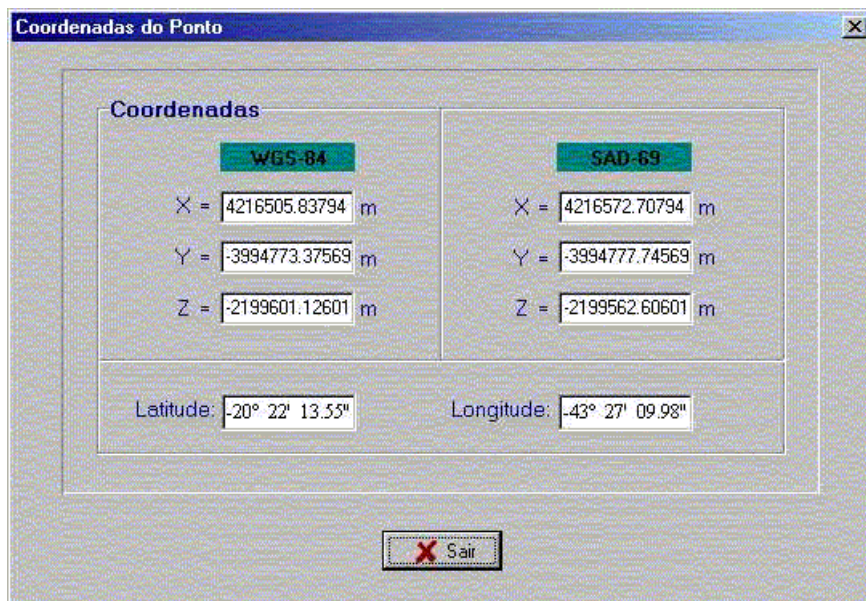 Coordenadas do Ponto
Coordenadas
WGS-84 SAD-69
X = 4216505.83794 m X = 4216572.70794 m
Y = -3994773.37569 m Y = -3994777.74569 m
Z = -2199601.12601 m Z = -2199562.60601 m
Latitude: -20° 22' 13.55" Longitude: -43° 27' 09.98"
Sair